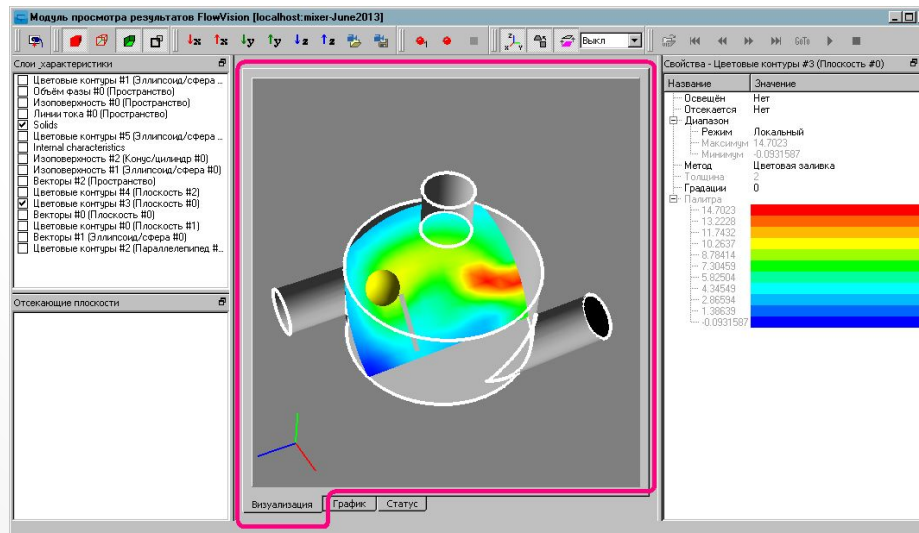 Модуль просмотра результатов FlowVision [localhost:mixer-June2013]
↓x ↑x ↓y ↑y ↓z ↑z 1 Выкл GoTo
Слои_характеристики
Цветовые контуры #1 (Эллипсоид/сфера ...
Объём фазы #0 (Пространство)
Изоповерхность #0 (Пространство)
Линии тока #0 (Пространство)
Solids
Цветовые контуры #5 (Эллипсоид/сфера ...
Internal characteristics
Изоповерхность #2 (Конус/цилиндр #0)
Изоповерхность #1 (Эллипсоид/сфера #0)
Векторы #2 (Пространство)
Цветовые контуры #4 (Плоскость #2)
Цветовые контуры #3 (Плоскость #0)
Векторы #0 (Плоскость #0)
Цветовые контуры #0 (Плоскость #1)
Векторы #1 (Эллипсоид/сфера #0)
Цветовые контуры #2 (Параллелепипед #...
Отсекающие плоскости
Визуализация График Статус
Свойства - Цветовые контуры #3 (Плоскость #0)
Название Значение
Освещён Нет
Отсекается Нет
Диапазон
Режим Локальный
Максимум 14.7023
Минимум -0.0931587
Метод Цветовая заливка
Толщина 2
Градации 0
Палитра
14.7023
13.2228
11.7432
10.2637
8.78414
7.30459
5.82504
4.34549
2.86594
1.38639
-0.0931587